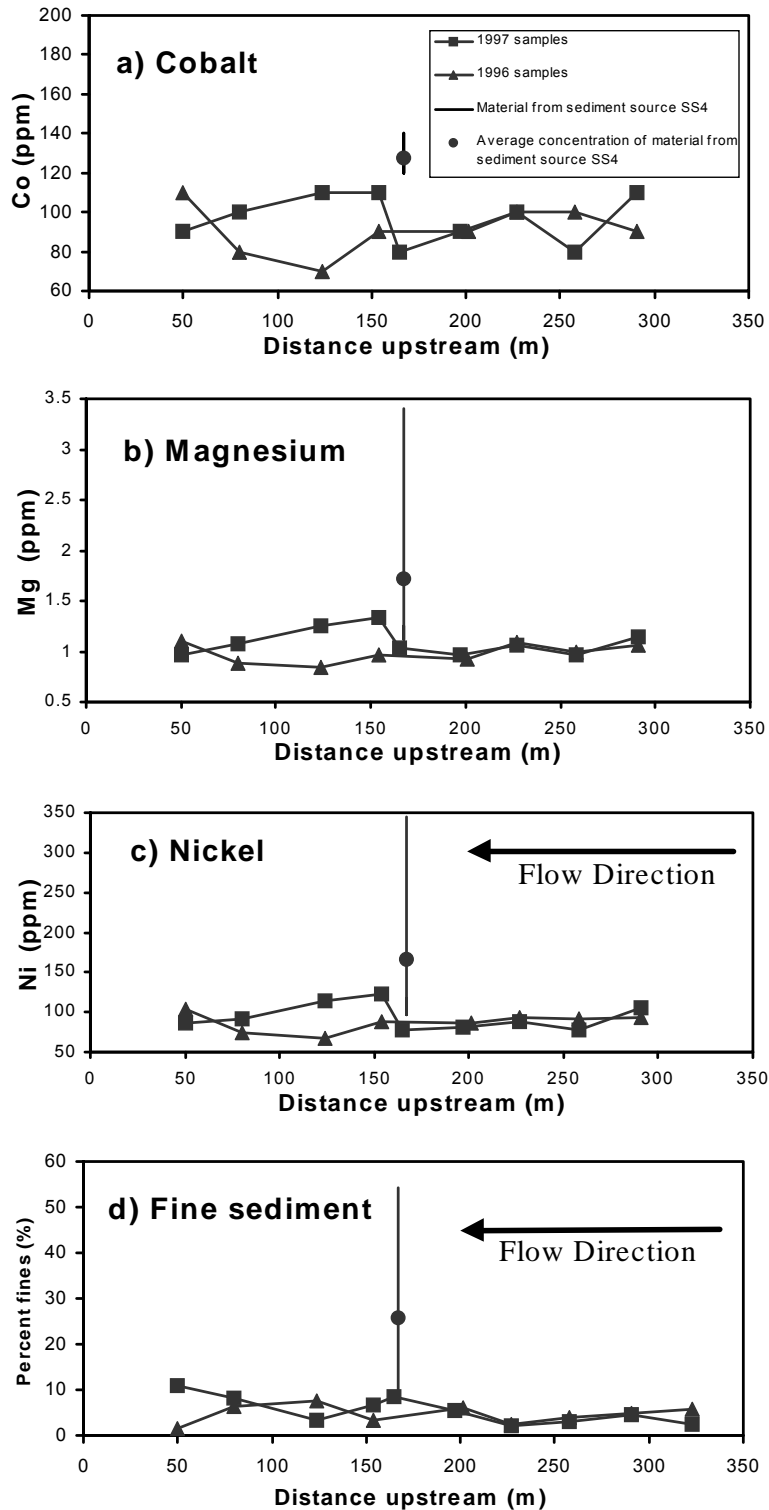 a) Cobalt
1997 samples
1996 samples
Material from sediment source SS4
Average concentration of material from
sediment source SS4
Co (ppm)
200
180
160
140
120
100
80
60
0 50 100 150 200 250 300 350
Distance upstream (m)
b) Magnesium
Mg (ppm)
3.5
3
2.5
2
1.5
1
0.5
0 50 100 150 200 250 300 350
Distance upstream (m)
c) Nickel
Flow Direction
Ni (ppm)
350
300
250
200
150
100
50
0 50 100 150 200 250 300 350
Distance upstream (m)
d) Fine sediment
Flow Direction
Percent fines (%)
60
50
40
30
20
10
0
0 50 100 150 200 250 300 350
Distance upstream (m)